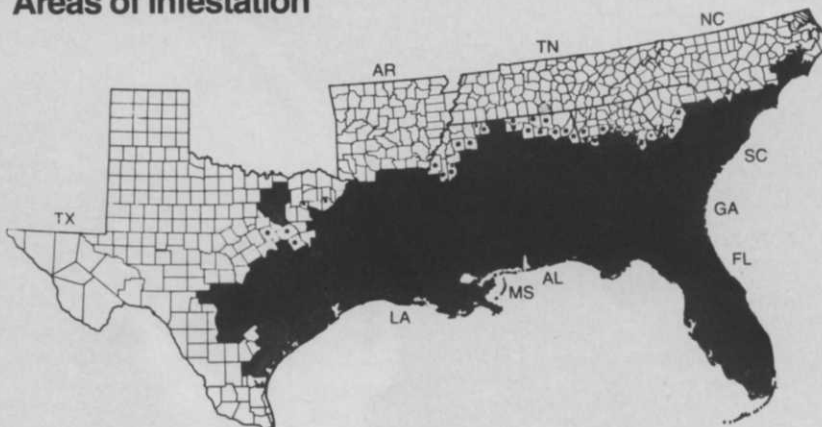 Areas of Infestation
NC
TN
AR
SC
TX
GA
FL
AL
MS
LA